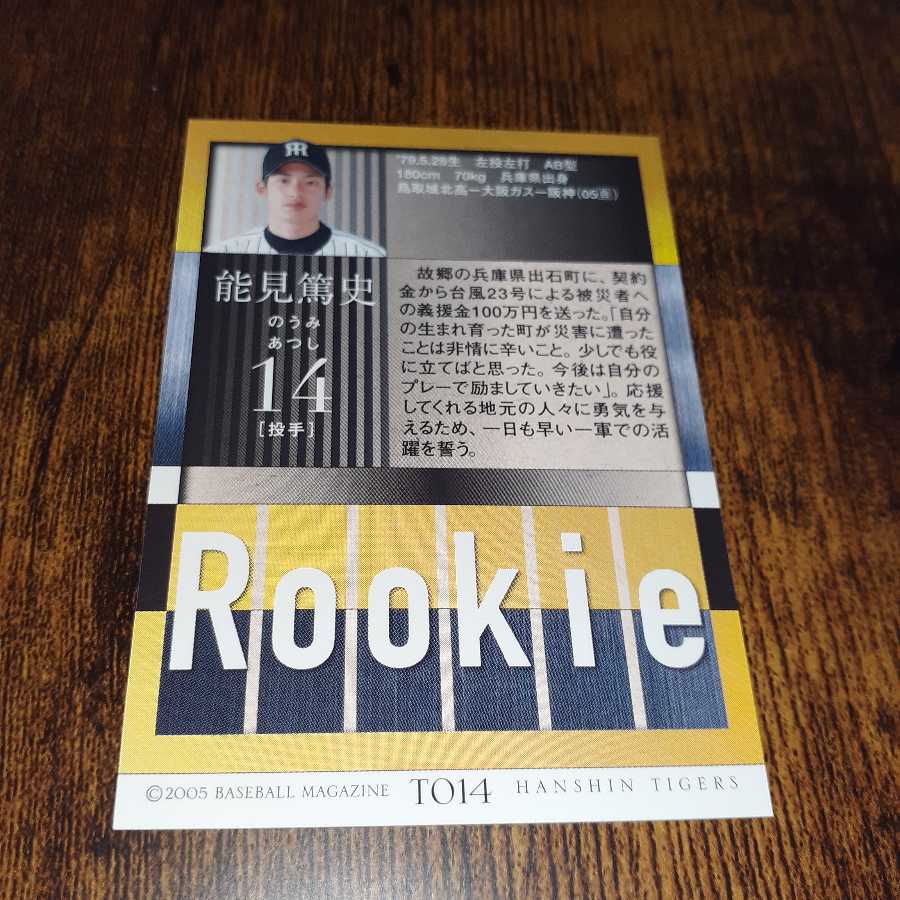 '79.5.28生 左投左打 AB型
180cm 70kg 兵庫県出身
鳥取城北高ー大阪ガスー阪神(05自)
能見篤史
のうみ
あつし
14
[投手]
故郷の兵庫県出石町に、契約
金から台風23号による被災者へ
の義援金100万円を送った。「自分
の生まれ育った町が災害に遭った
ことは非情に辛いこと。少しでも役
に立てばと思った。今後は自分の
プレーで励ましていきたい」。応援
してくれる地元の人々に勇気を与
えるため、一日も早い一軍での活
躍を誓う。
Rookie
©2005 BASEBALL MAGAZINE TO14 HANSHIN TIGERS